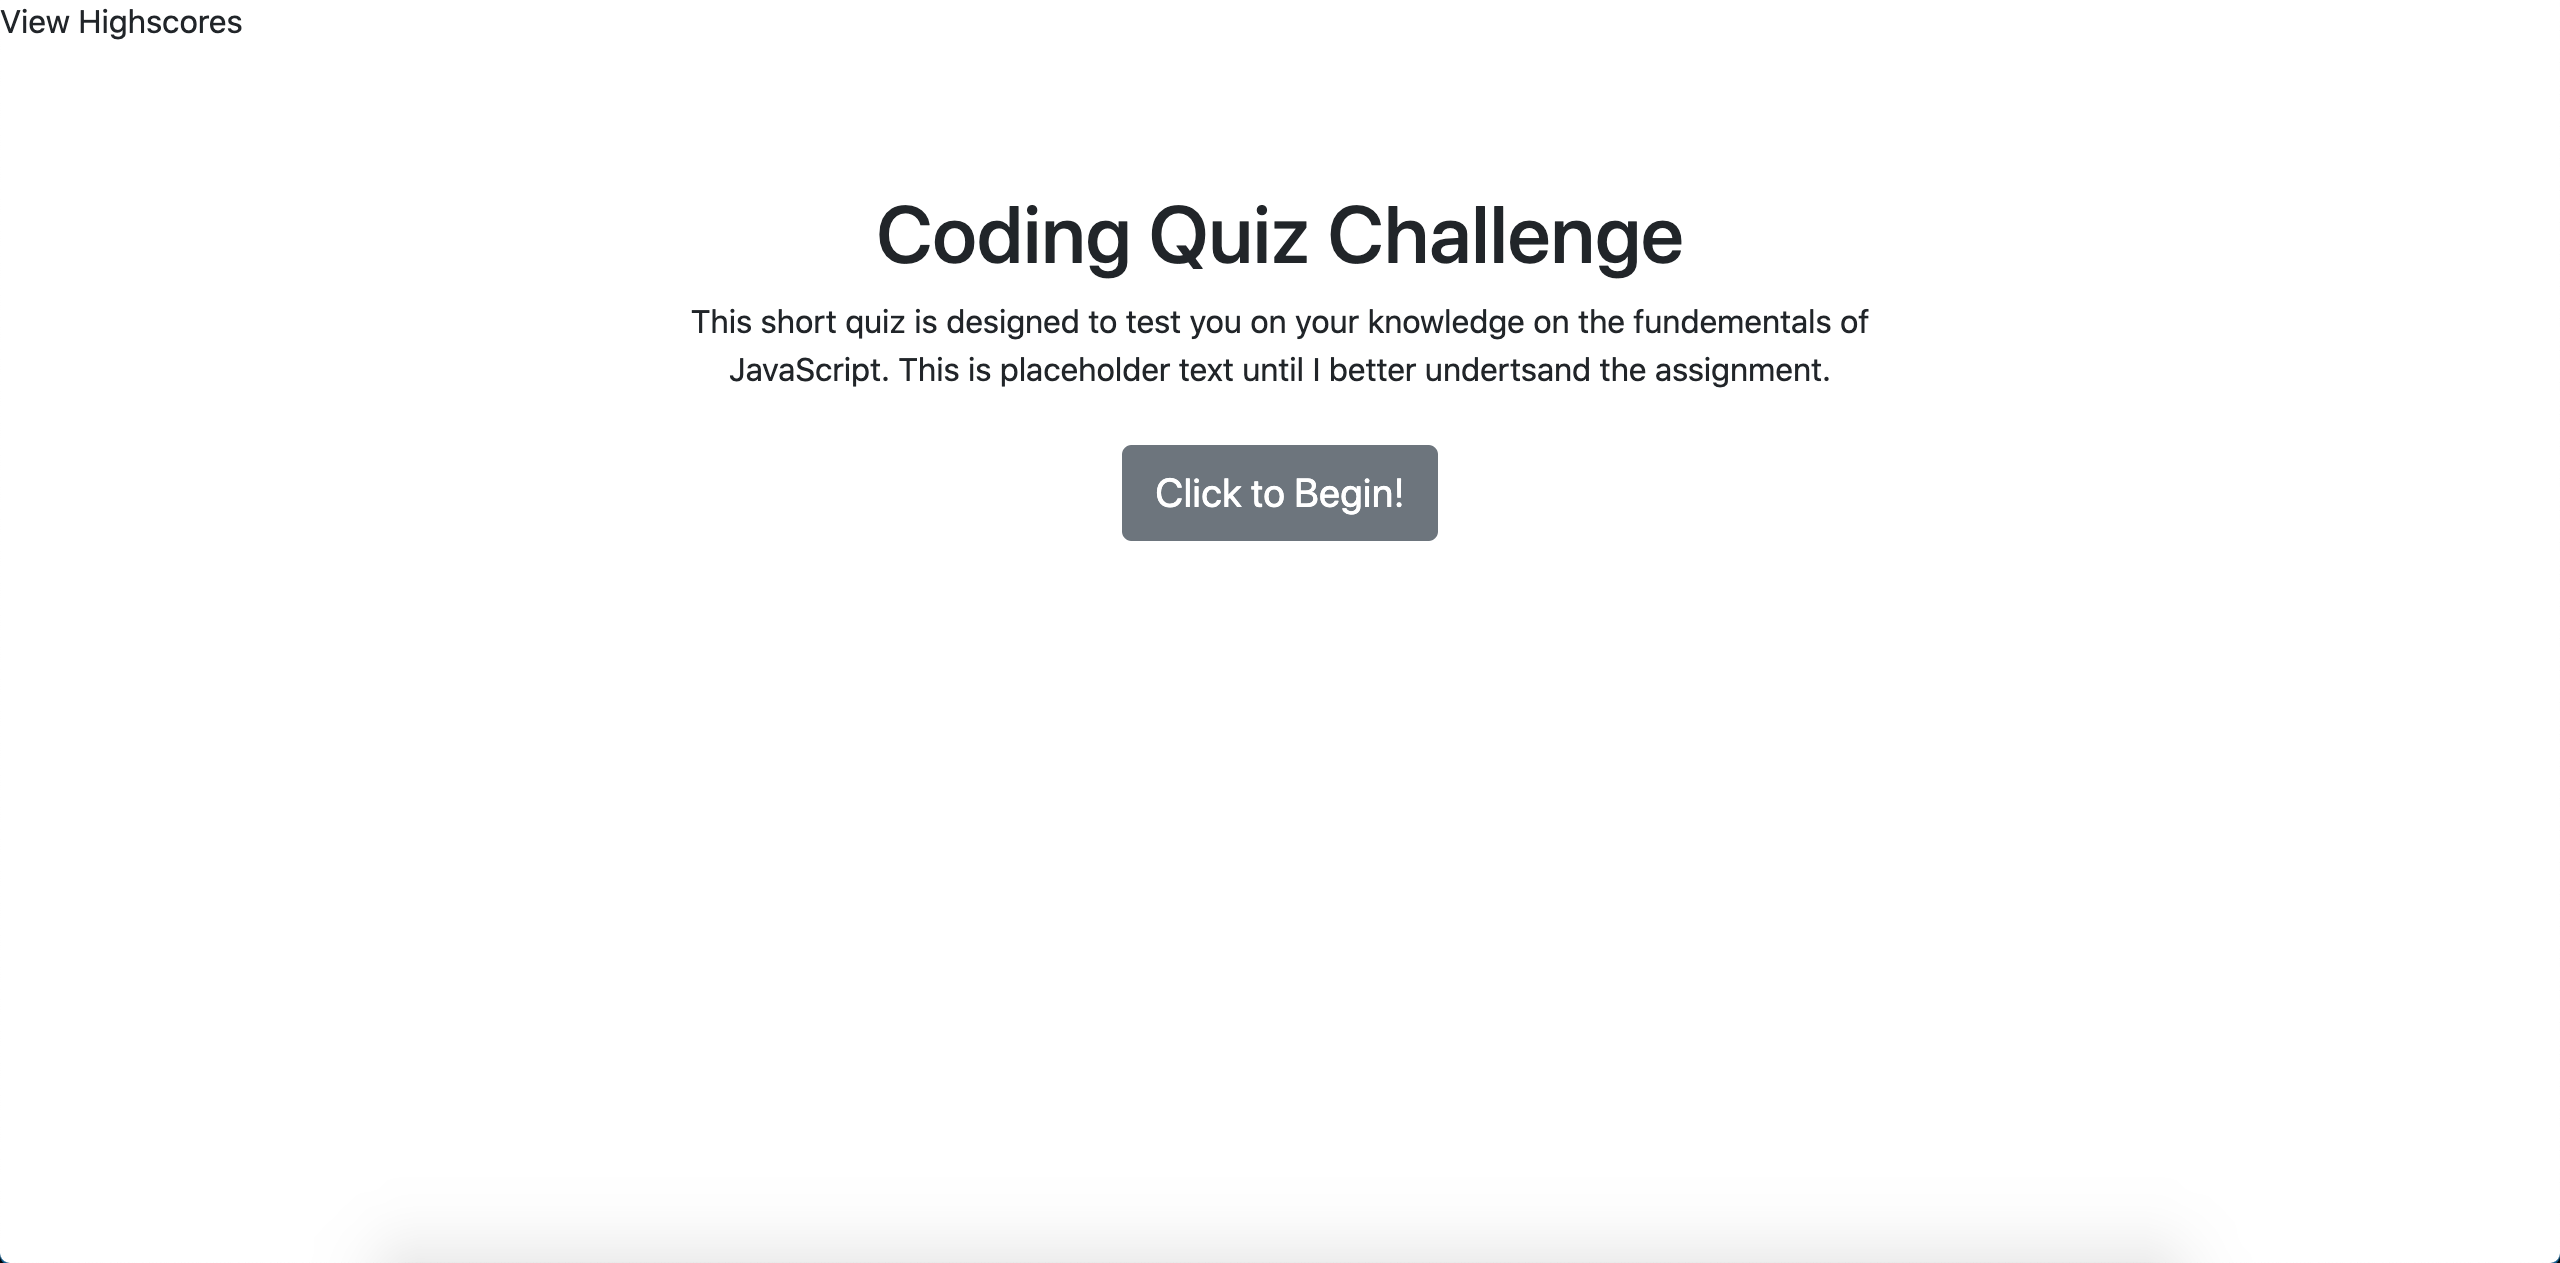 View Highscores
Coding Quiz Challenge
This short quiz is designed to test you on your knowledge on the fundementals of
JavaScript. This is placeholder text until I better undertsand the assignment.
Click to Begin!